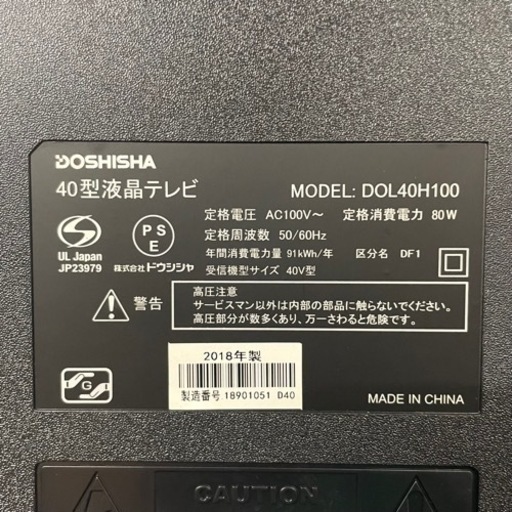 DOSHISHA
40型液晶テレビ
MODEL: DOL40H100
定格電圧 AC100V～ 定格消費電力 80W
定格周波数 50/60Hz
年間消費電力量 91kWh/年 区分名 DF1
受信機型サイズ 40V型
UL Japan
JP23979
PS
E
株式会社ドウシシャ
警告
高圧注意
サービスマン以外は内部の部品に触らないでください。
高圧部分が数多くあり、万一さわると危険です。
G
2018年製
製造番号 18901051 D40
MADE IN CHINA
CAUTION